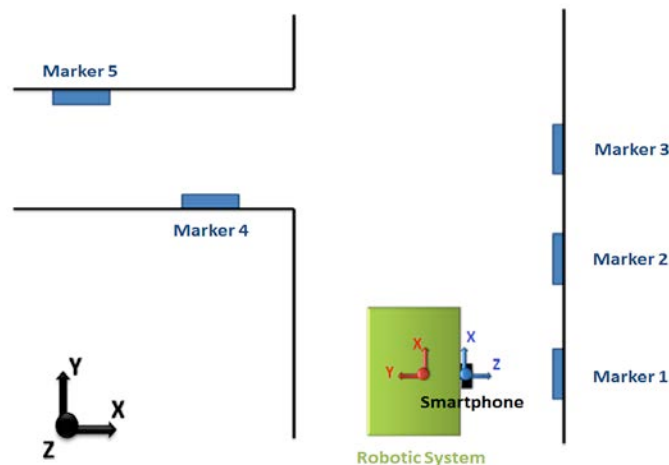 Marker 5
Marker 3
Marker 4
Marker 2
X
X
Y
Z
Y
X
Z
Marker 1
Smartphone
Robotic System